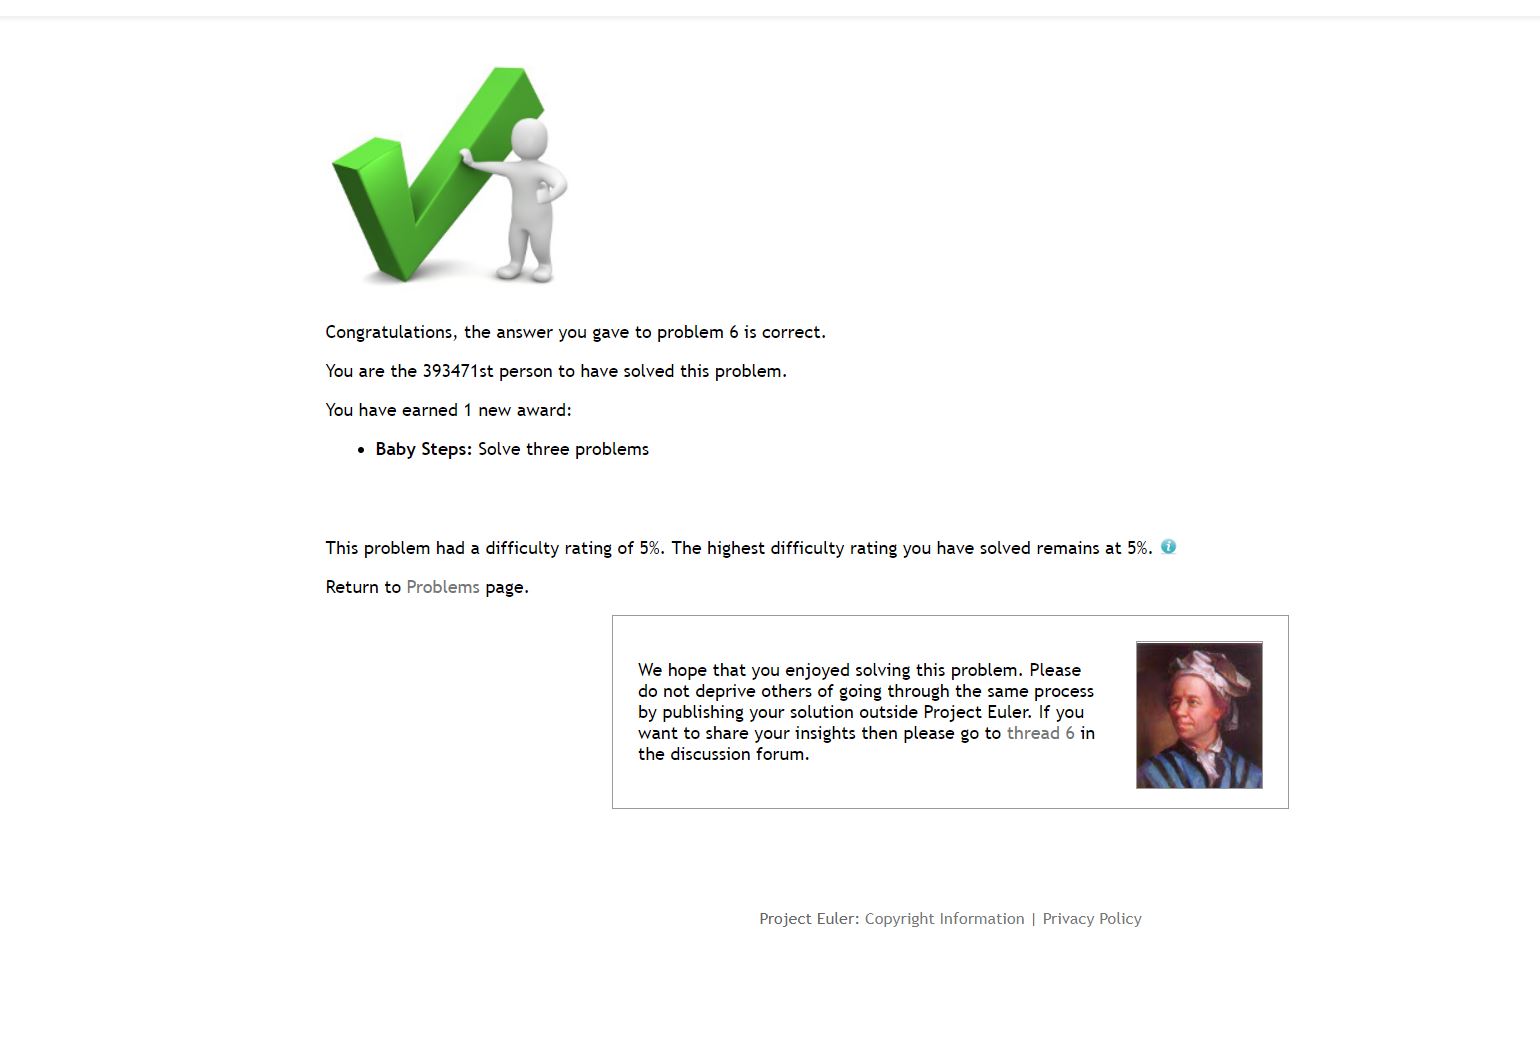 Congratulations, the answer you gave to problem 6 is correct.
You are the 393471st person to have solved this problem.
You have earned 1 new award:
• Baby Steps: Solve three problems
This problem had a difficulty rating of 5%. The highest difficulty rating you have solved remains at 5%.
Return to Problems page.
We hope that you enjoyed solving this problem. Please
do not deprive others of going through the same process
by publishing your solution outside Project Euler. If you
want to share your insights then please go to thread 6 in
the discussion forum.
Project Euler: Copyright Information | Privacy Policy